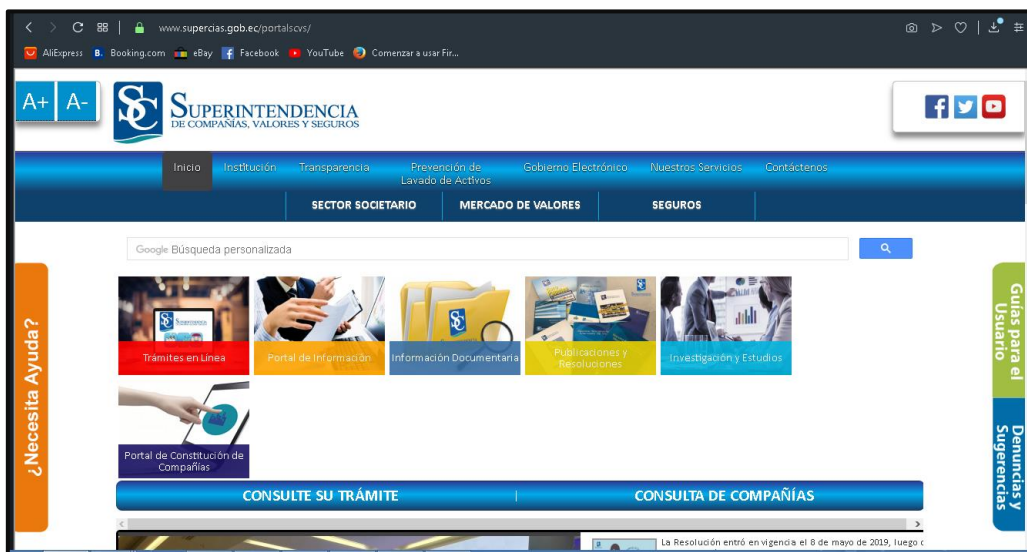 www.supercias.gob.ec/portalscvs/
AliExpress B. Booking.com eBay Facebook YouTube Comenzar a usar Fir...
A+ A-
SC SUPERINTENDENCIA
DE COMPAÑÍAS, VALORES Y SEGUROS
Inicio Institución Transparencia Prevención de Gobierno Electrónico Nuestros Servicios Contáctenos
Lavado de Activos
SECTOR SOCIETARIO MERCADO DE VALORES SEGUROS
Google Búsqueda personalizada
Trámites en Línea
Portal de Información
Información Documentaria
Publicaciones y
Resoluciones
Investigación y Estudios
Portal de Constitución de
Compañías
¿Necesita Ayuda?
Guías para el
Usuario
Denuncias y
Sugerencias
CONSULTE SU TRÁMITE CONSULTA DE COMPAÑÍAS
La Resolución entró en vigencia el 8 de mayo de 2019, luego